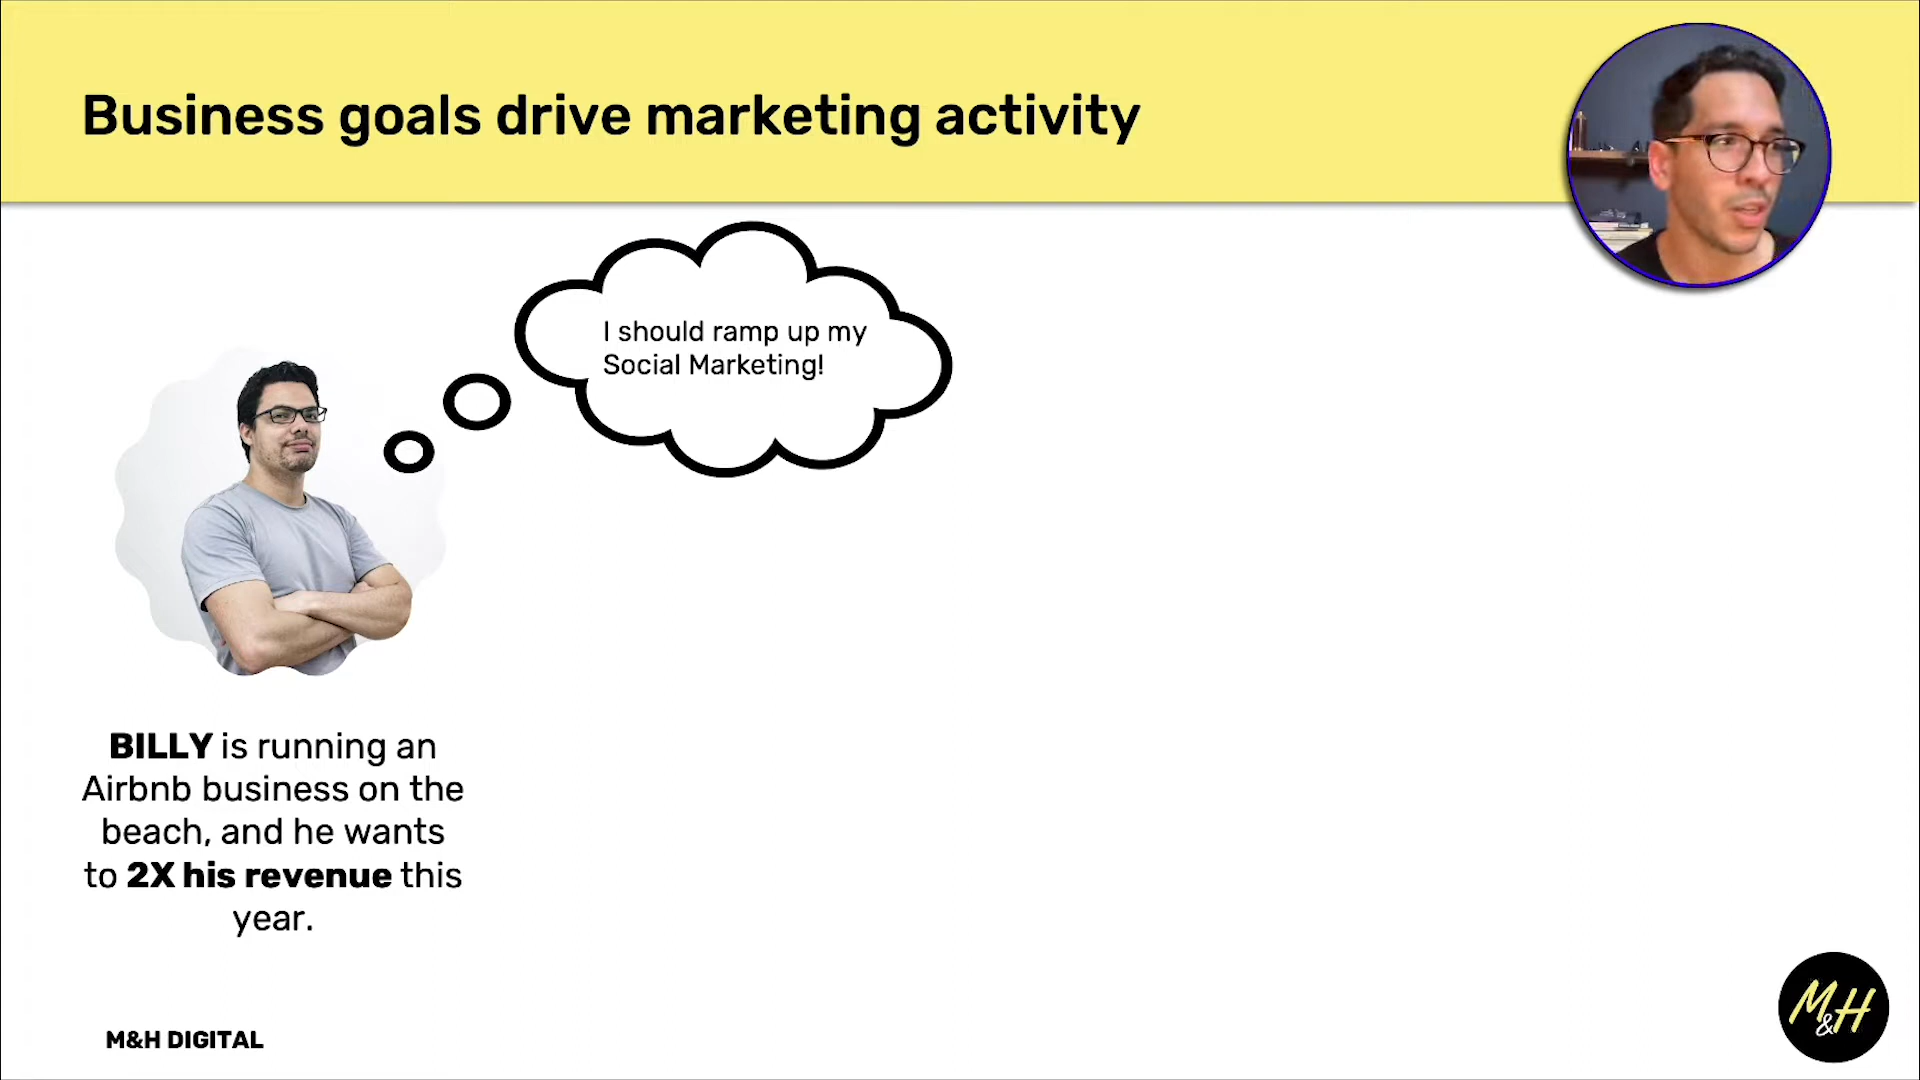 Business goals drive marketing activity
I should ramp up my
Social Marketing!
BILLY is running an
Airbnb business on the
beach, and he wants
to 2X his revenue this
year.
M&H DIGITAL
M&H